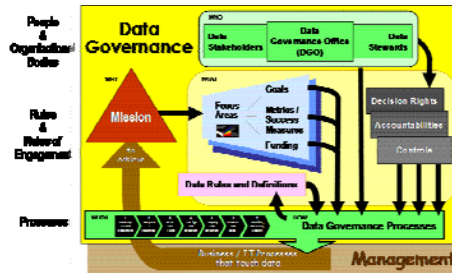 People
&
Organizational
Bodies
Data
Governance
WHO
Data
Stakeholders
Data
Governance Office
(DGO)
Data
Stewards
Rules
&
Rules of
Engagement
WHY
Mission
WHAT
Focus
Areas
Goals
Metrics /
Success
Measures
Funding
Decision Rights
Accountabilities
Controls
Data Rules and Definitions
to
achieve
Processes
WHEN
HOW
Data Governance Processes
Business / IT Processes
that touch data
Management